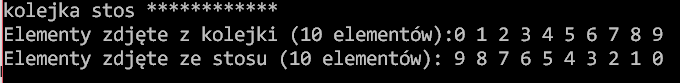 kolejka stos ************
Elementy zdjęte z kolejki (10 elementów):0 1 2 3 4 5 6 7 8 9
Elementy zdjęte ze stosu (10 elementów): 9 8 7 6 5 4 3 2 1 0